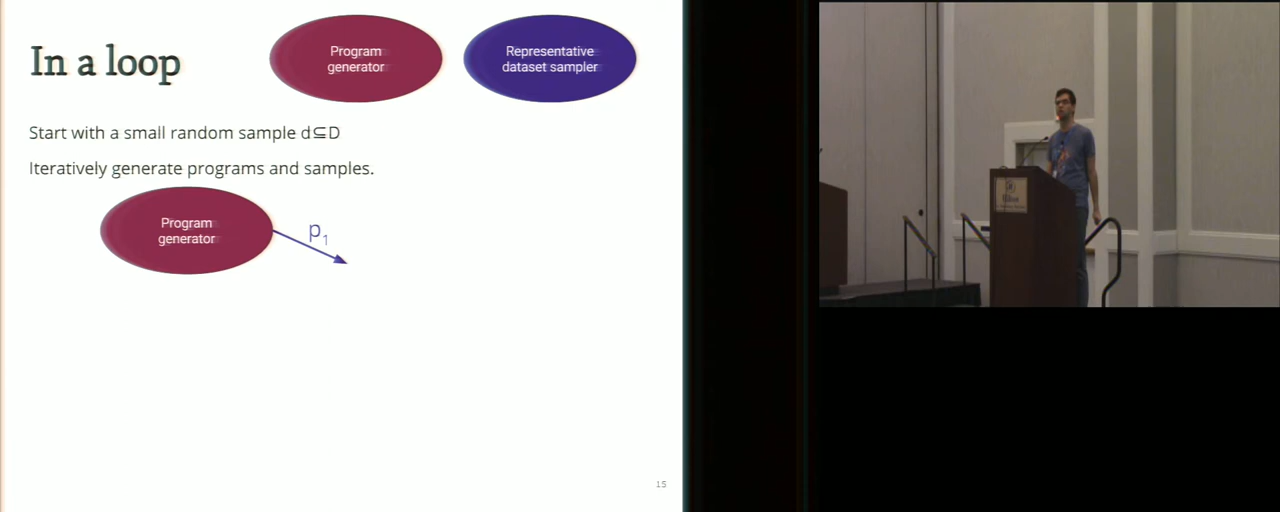 In a loop
Program
generator
Representative
dataset sampler
Start with a small random sample d⊆D
Iteratively generate programs and samples.
Program
generator
p1
15